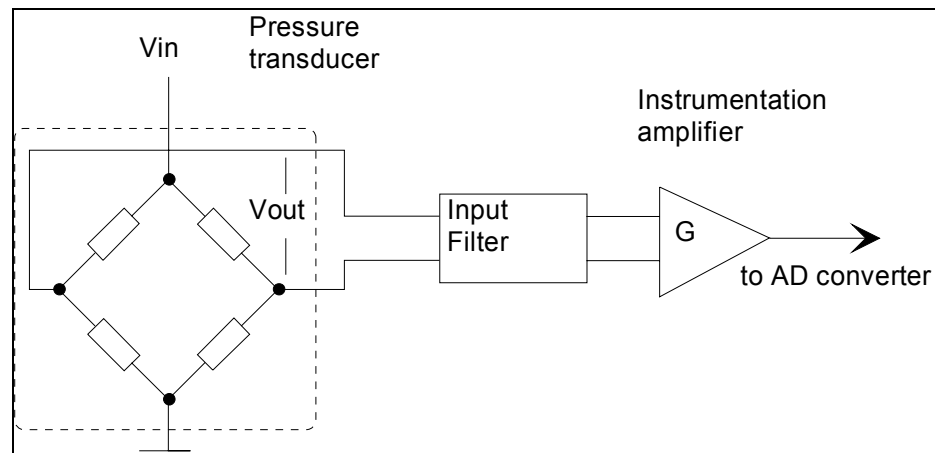 Vin
Pressure
transducer
Instrumentation
amplifier
Vout
Input
Filter
G
to AD converter